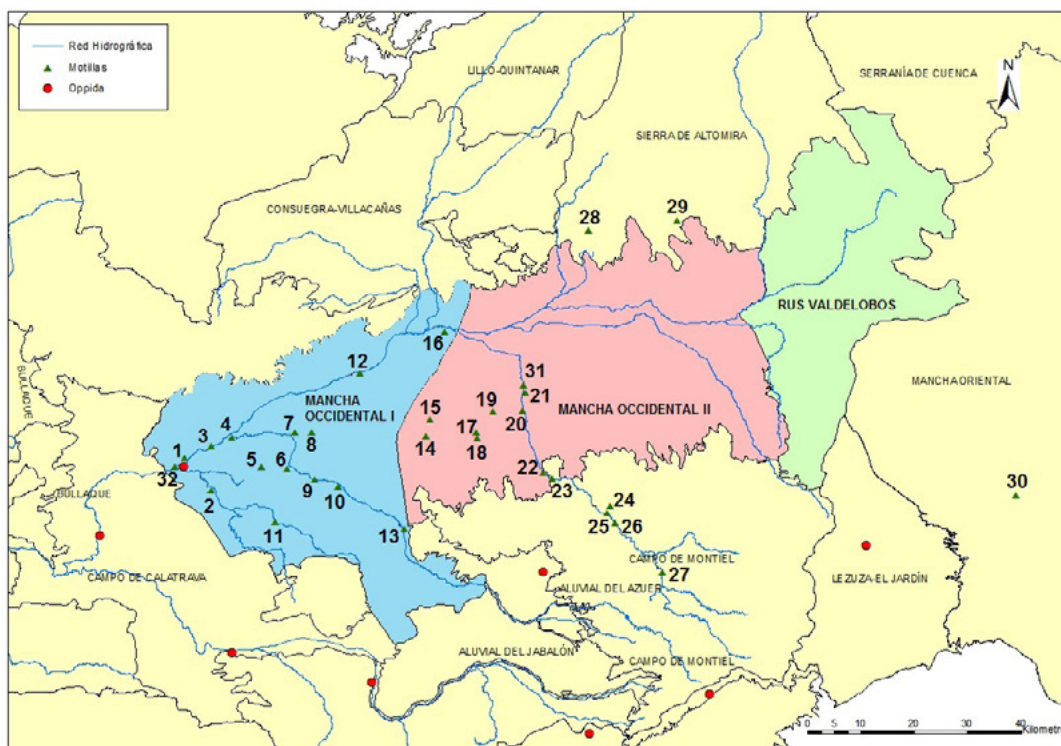 Red Hidrográfica
Motillas
Oppida
LILLO-QUINTANAR
SERRANÍA DE CUENCA
N
SIERRA DE ALTOMIRA
CONSUEGRA-VILLACAÑAS
28
29
RUS VALDELOBOS
16
BULLAQUE
12
31
21
MANCHA ORIENTAL
MANCHA
OCCIDENTAL I
MANCHA OCCIDENTAL II
19
20
15
17
14
18
7
8
4
3
1
5
6
32
22
23
9
10
30
BULLAQUE
2
24
11
13
25
26
CAMPO DE MONTIEL
27
CAMPO DE CALATRAVA
ALUVIAL DEL AZUER
LEZUZA-EL JARDÍN
ALUVIAL DEL JABALÓN
CAMPO DE MONTIEL
0 5 10 20 30 40
Kilometr